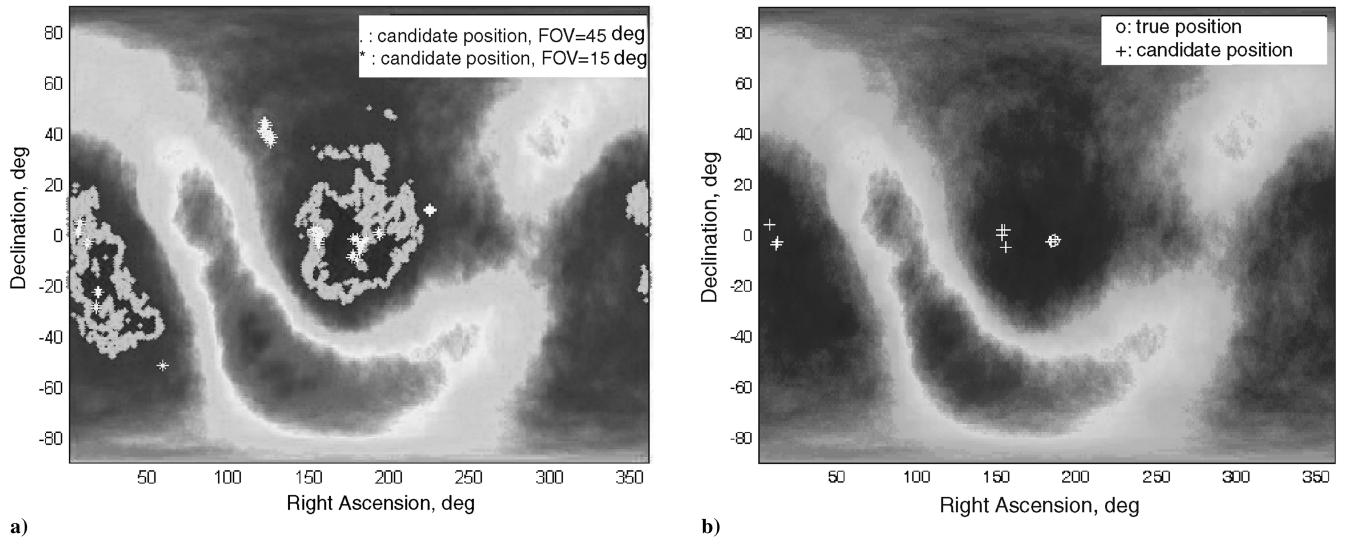 . : candidate position, FOV=45 deg
* : candidate position, FOV=15 deg
80
60
40
20
0
-20
-40
-60
-80
Declination, deg
50 100 150 200 250 300 350
Right Ascension, deg
a)
o: true position
+: candidate position
80
60
40
20
0
-20
-40
-60
-80
Declination, deg
50 100 150 200 250 300 350
Right Ascension, deg
b)